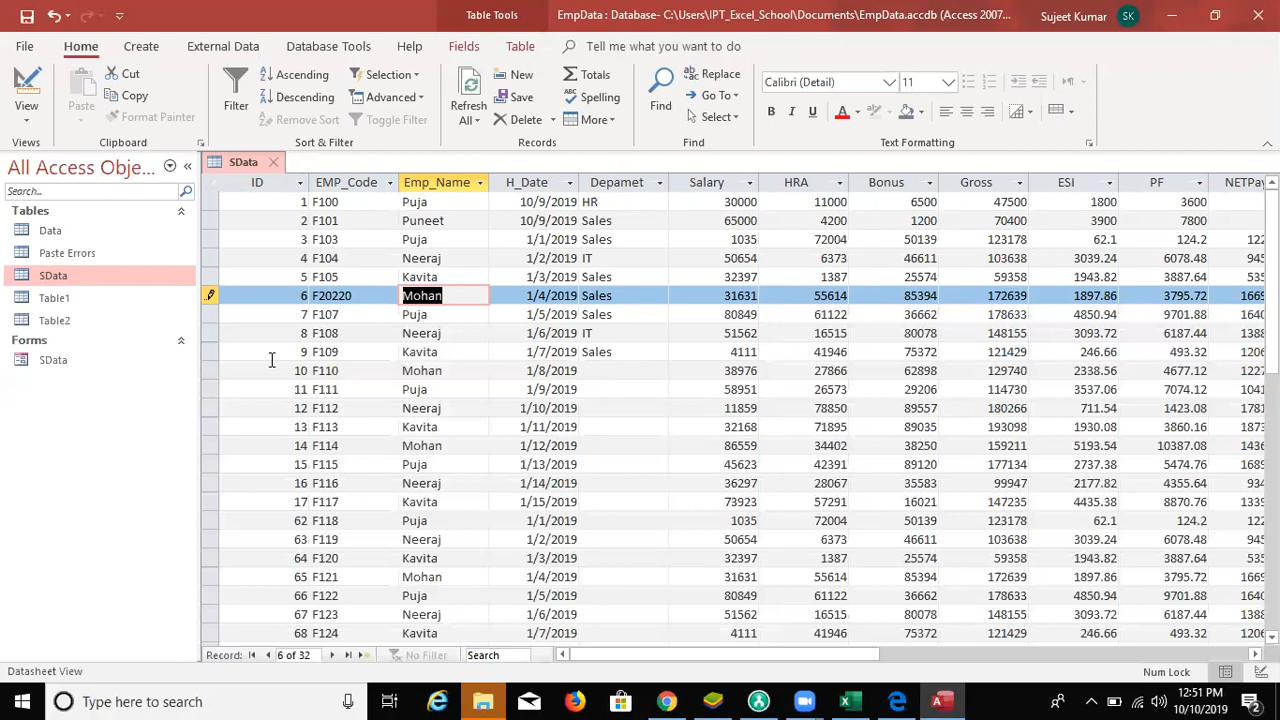 Table Tools
EmpData : Database- C:\Users\IPT_Excel_School\Documents\EmpData.accdb (Access 2007...
Sujeet Kumar
SK
File Home Create External Data Database Tools Help Fields Table Tell me what you want to do
View
Views
Paste
Cut
Copy
Format Painter
Clipboard
Filter
Ascending
Descending
Remove Sort
Selection
Advanced
Toggle Filter
Sort & Filter
Refresh
All
New
Save
Delete
Totals
Spelling
More
Records
Find
Replace
Go To
Select
Find
Calibri (Detail) 11
B I U A
Text Formatting
All Access Obje...
Search...
Tables
Data
Paste Errors
SData
Table1
Table2
Forms
SData
SData
ID EMP_Code Emp_Name H_Date Depamet Salary HRA Bonus Gross ESI PF NETPay
1 F100 Puja 10/9/2019 HR 30000 11000 6500 47500 1800 3600
2 F101 Puneet 10/9/2019 Sales 65000 4200 1200 70400 3900 7800
3 F103 Puja 1/1/2019 Sales 1035 72004 50139 123178 62.1 124.2 122
4 F104 Neeraj 1/2/2019 IT 50654 6373 46611 103638 3039.24 6078.48 945
5 F105 Kavita 1/3/2019 Sales 32397 1387 25574 59358 1943.82 3887.64 535
6 F20220 Mohan 1/4/2019 Sales 31631 55614 85394 172639 1897.86 3795.72 1669
7 F107 Puja 1/5/2019 Sales 80849 61122 36662 178633 4850.94 9701.88 1640
8 F108 Neeraj 1/6/2019 IT 51562 16515 80078 148155 3093.72 6187.44 1388
9 F109 Kavita 1/7/2019 Sales 4111 41946 75372 121429 246.66 493.32 1206
10 F110 Mohan 1/8/2019 38976 27866 62898 129740 2338.56 4677.12 1227
11 F111 Puja 1/9/2019 58951 26573 29206 114730 3537.06 7074.12 1041
12 F112 Neeraj 1/10/2019 11859 78850 89557 180266 711.54 1423.08 1781
13 F113 Kavita 1/11/2019 32168 71895 89035 193098 1930.08 3860.16 1873
14 F114 Mohan 1/12/2019 86559 34402 38250 159211 5193.54 10387.08 1436
15 F115 Puja 1/13/2019 45623 42391 89120 177134 2737.38 5474.76 1689
16 F116 Neeraj 1/14/2019 36297 28067 35583 99947 2177.82 4355.64 934
17 F117 Kavita 1/15/2019 73923 57291 16021 147235 4435.38 8870.76 1339
62 F118 Puja 1/1/2019 1035 72004 50139 123178 62.1 124.2 122
63 F119 Neeraj 1/2/2019 50654 6373 46611 103638 3039.24 6078.48 945
64 F120 Kavita 1/3/2019 32397 1387 25574 59358 1943.82 3887.64 535
65 F121 Mohan 1/4/2019 31631 55614 85394 172639 1897.86 3795.72 1669
66 F122 Puja 1/5/2019 80849 61122 36662 178633 4850.94 9701.88 1640
67 F123 Neeraj 1/6/2019 51562 16515 80078 148155 3093.72 6187.44 1388
68 F124 Kavita 1/7/2019 4111 41946 75372 121429 246.66 493.32 1206
Record: 6 of 32 No Filter Search
Datasheet View
Num Lock
Type here to search
12:51 PM
10/10/2019
2